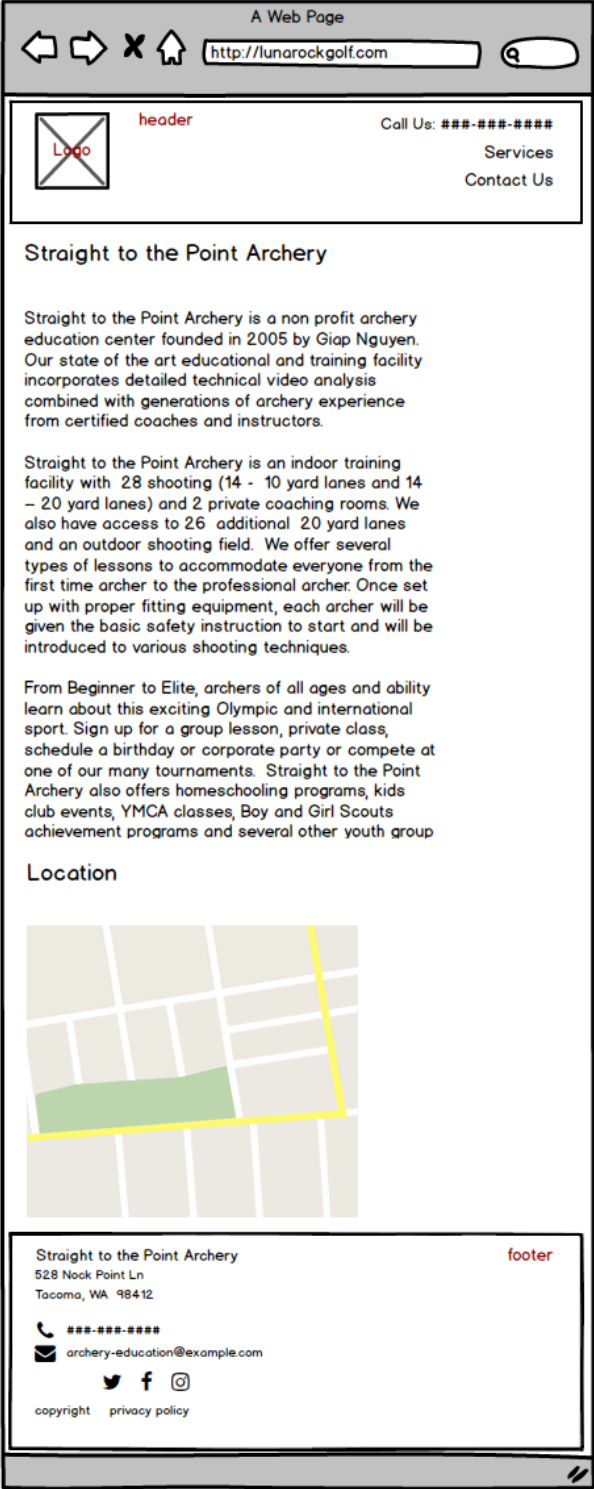 A Web Page
http://lunarockgolf.com
Logo
header
Call Us: ###-###-####
Services
Contact Us
Straight to the Point Archery
Straight to the Point Archery is a non profit archery
education center founded in 2005 by Giap Nguyen.
Our state of the art educational and training facility
incorporates detailed technical video analysis
combined with generations of archery experience
from certified coaches and instructors.
Straight to the Point Archery is an indoor training
facility with  28 shooting (14 -  10 yard lanes and 14
– 20 yard lanes) and 2 private coaching rooms. We
also have access to 26  additional  20 yard lanes
and an outdoor shooting field.  We offer several
types of lessons to accommodate everyone from the
first time archer to the professional archer. Once set
up with proper fitting equipment, each archer will be
given the basic safety instruction to start and will be
introduced to various shooting techniques.
From Beginner to Elite, archers of all ages and ability
learn about this exciting Olympic and international
sport. Sign up for a group lesson, private class,
schedule a birthday or corporate party or compete at
one of our many tournaments.  Straight to the Point
Archery also offers homeschooling programs, kids
club events, YMCA classes, Boy and Girl Scouts
achievement programs and several other youth group
Location
Straight to the Point Archery
footer
528 Nock Point Ln
Tacoma, WA  98412
###-###-####
archery-education@example.com
copyright
privacy policy